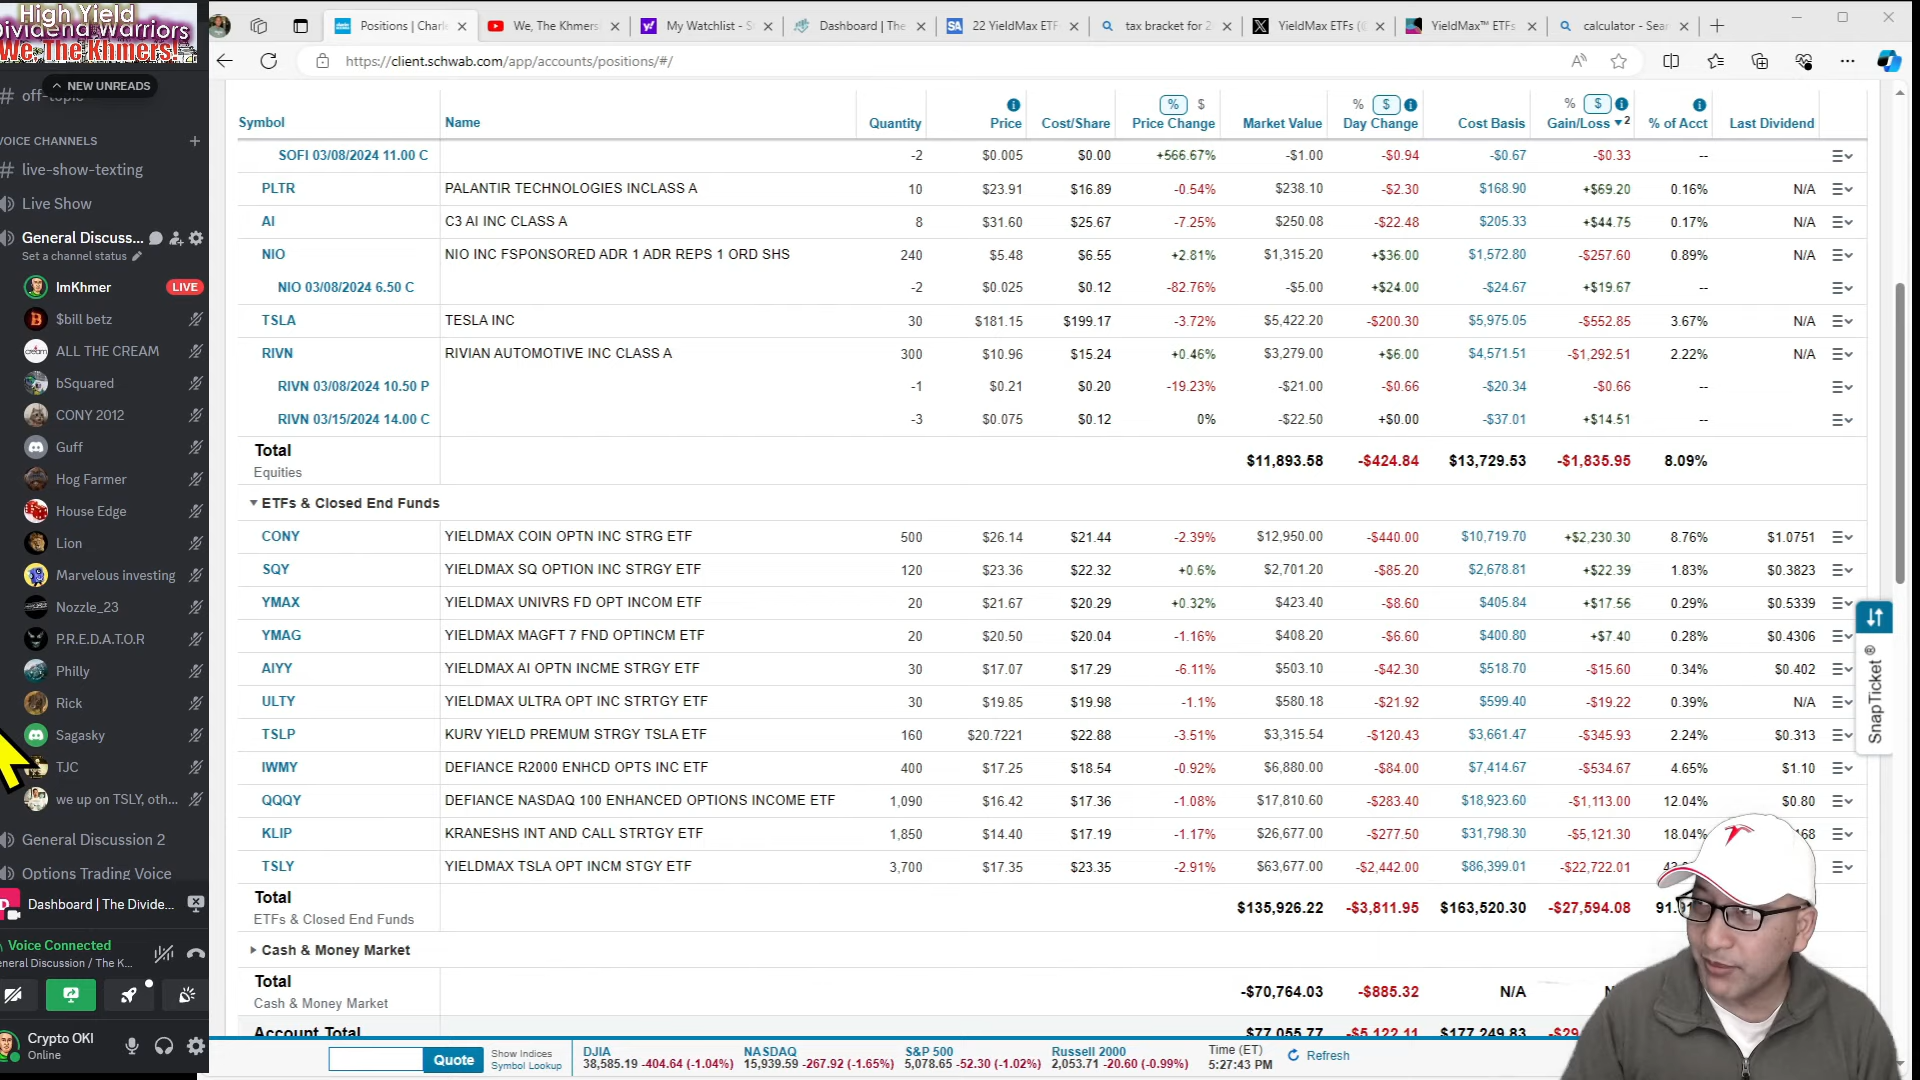 High Yield
Dividend Warriors
We The Khmers!
NEW UNREADS
# off-topic
VOICE CHANNELS
# live-show-texting
Live Show
General Discuss...
Set a channel status
ImKhmer LIVE
$bill betz
ALL THE CREAM
bSquared
CONY 2012
Guff
Hog Farmer
House Edge
Lion
Marvelous investing
Nozzle_23
P.R.E.D.A.T.O.R
Philly
Rick
Sagasky
TJC
we up on TSLY, oth...
General Discussion 2
Options Trading Voice
Dashboard | The Divide...
Voice Connected
eneral Discussion / The K...
Crypto OKI
Online
Positions | Charl
We, The Khmers
My Watchlist - S
Dashboard | The
22 YieldMax ETF
tax bracket for 2
YieldMax ETFs (@
YieldMax™ ETFs
calculator - Sear
https://client.schwab.com/app/accounts/positions/#/
Symbol Name Quantity Price Cost/Share % $ Price Change Market Value % $ Day Change Cost Basis % $ Gain/Loss 2 % of Acct Last Dividend
SOFI 03/08/2024 11.00 C -2 $0.005 $0.00 +566.67% -$1.00 -$0.94 -$0.67 -$0.33 --
PLTR PALANTIR TECHNOLOGIES INCLASS A 10 $23.91 $16.89 -0.54% $238.10 -$2.30 $168.90 +$69.20 0.16% N/A
AI C3 AI INC CLASS A 8 $31.60 $25.67 -7.25% $250.08 -$22.48 $205.33 +$44.75 0.17% N/A
NIO NIO INC FSPONSORED ADR 1 ADR REPS 1 ORD SHS 240 $5.48 $6.55 +2.81% $1,315.20 +$36.00 $1,572.80 -$257.60 0.89% N/A
NIO 03/08/2024 6.50 C -2 $0.025 $0.12 -82.76% -$5.00 +$24.00 -$24.67 +$19.67 --
TSLA TESLA INC 30 $181.15 $199.17 -3.72% $5,422.20 -$200.30 $5,975.05 -$552.85 3.67% N/A
RIVN RIVIAN AUTOMOTIVE INC CLASS A 300 $10.96 $15.24 +0.46% $3,279.00 +$6.00 $4,571.51 -$1,292.51 2.22% N/A
RIVN 03/08/2024 10.50 P -1 $0.21 $0.20 -19.23% -$21.00 -$0.66 -$20.34 -$0.66 --
RIVN 03/15/2024 14.00 C -3 $0.075 $0.12 0% -$22.50 +$0.00 -$37.01 +$14.51 --
Total
Equities $11,893.58 -$424.84 $13,729.53 -$1,835.95 8.09%
ETFs & Closed End Funds
CONY YIELDMAX COIN OPTN INC STRG ETF 500 $26.14 $21.44 -2.39% $12,950.00 -$440.00 $10,719.70 +$2,230.30 8.76% $1.0751
SQY YIELDMAX SQ OPTION INC STRGY ETF 120 $23.36 $22.32 +0.6% $2,701.20 -$85.20 $2,678.81 +$22.39 1.83% $0.3823
YMAX YIELDMAX UNIVRS FD OPT INCOM ETF 20 $21.67 $20.29 +0.32% $423.40 -$8.60 $405.84 +$17.56 0.29% $0.5339
YMAG YIELDMAX MAGFT 7 FND OPTINCM ETF 20 $20.50 $20.04 -1.16% $408.20 -$6.60 $400.80 +$7.40 0.28% $0.4306
AIYY YIELDMAX AI OPTN INCME STRGY ETF 30 $17.07 $17.29 -6.11% $503.10 -$42.30 $518.70 -$15.60 0.34% $0.402
ULTY YIELDMAX ULTRA OPT INC STRTGY ETF 30 $19.85 $19.98 -1.1% $580.18 -$21.92 $599.40 -$19.22 0.39% N/A
TSLP KURV YIELD PREMUM STRGY TSLA ETF 160 $20.7221 $22.88 -3.51% $3,315.54 -$120.43 $3,661.47 -$345.93 2.24% $0.313
IWMY DEFIANCE R2000 ENHCD OPTS INC ETF 400 $17.25 $18.54 -0.92% $6,880.00 -$84.00 $7,414.67 -$534.67 4.65% $1.10
QQQY DEFIANCE NASDAQ 100 ENHANCED OPTIONS INCOME ETF 1,090 $16.42 $17.36 -1.08% $17,810.60 -$283.40 $18,923.60 -$1,113.00 12.04% $0.80
KLIP KRANESHS INT AND CALL STRTGY ETF 1,850 $14.40 $17.19 -1.17% $26,677.00 -$277.50 $31,798.30 -$5,121.30 18.04% 168
TSLY YIELDMAX TSLA OPT INCM STGY ETF 3,700 $17.35 $23.35 -2.91% $63,677.00 -$2,442.00 $86,399.01 -$22,722.01
Total
ETFs & Closed End Funds $135,926.22 -$3,811.95 $163,520.30 -$27,594.08
Cash & Money Market
Total
Cash & Money Market -$70,764.03 -$885.32 N/A
Account Total $77,055.77 -$5,122.11 $177,249.83
SnapTicket®
Quote
Show Indices
Symbol Lookup
DJIA
38,585.19 -404.64 (-1.04%)
NASDAQ
15,939.59 -267.92 (-1.65%)
S&P 500
5,078.65 -52.30 (-1.02%)
Russell 2000
2,053.71 -20.60 (-0.99%)
Time (ET)
5:27:43 PM
Refresh